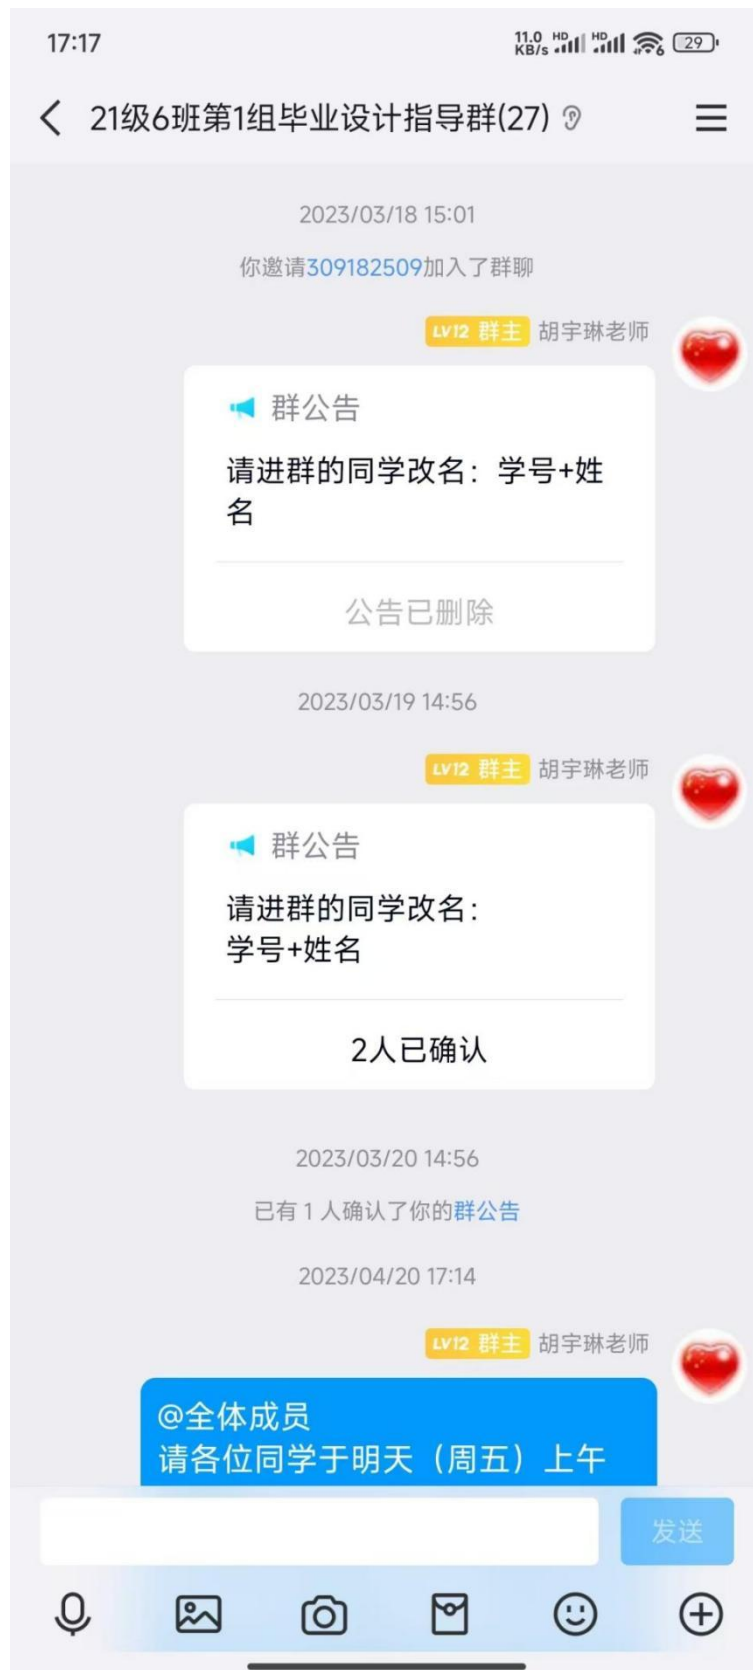 17:17
11.0 KB/s HD HD 6 29
21级6班第1组毕业设计指导群(27)
2023/03/18 15:01
你邀请309182509加入了群聊
LV12 群主 胡宇琳老师
群公告
请进群的同学改名：学号+姓
名
公告已删除
2023/03/19 14:56
LV12 群主 胡宇琳老师
群公告
请进群的同学改名：
学号+姓名
2人已确认
2023/03/20 14:56
已有 1 人确认了你的群公告
2023/04/20 17:14
LV12 群主 胡宇琳老师
@全体成员
请各位同学于明天（周五）上午
发送